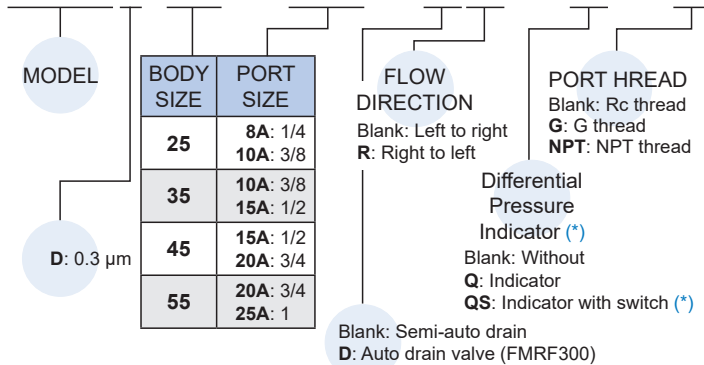 MODEL
D: 0.3 µm
BODY SIZE PORT SIZE
25 8A: 1/4
10A: 3/8
35 10A: 3/8
15A: 1/2
45 15A: 1/2
20A: 3/4
55 20A: 3/4
25A: 1
FLOW
DIRECTION
Blank: Left to right
R: Right to left
PORT HREAD
Blank: Rc thread
G: G thread
NPT: NPT thread
Differential
Pressure
Indicator (*)
Blank: Without
Q: Indicator
QS: Indicator with switch (*)
Blank: Semi-auto drain
D: Auto drain valve (FMRF300)